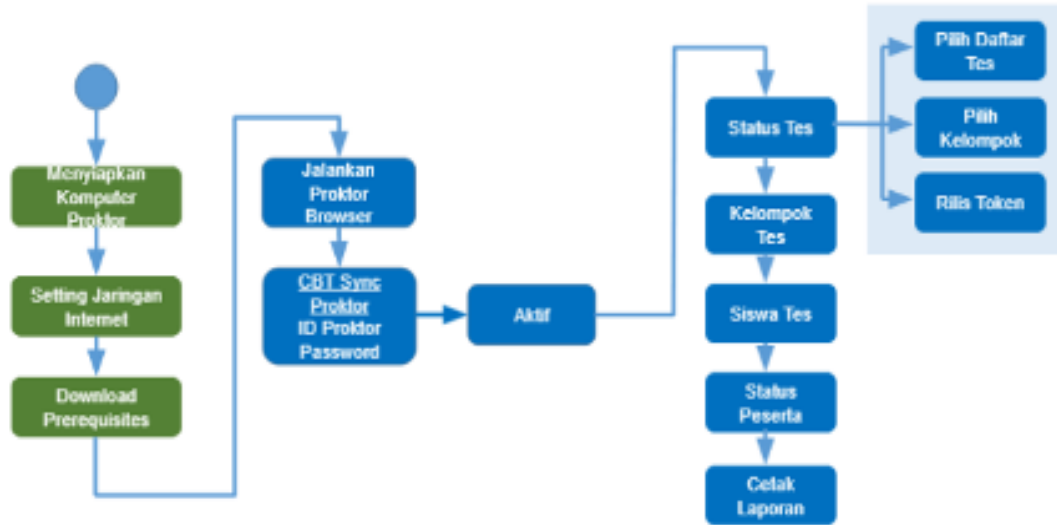 Menyiapkan
Komputer
Proktor
Setting Jaringan
Internet
Download
Prerequisites
Jalankan
Proktor
Browser
CBT Sync
Proktor
ID Proktor
Password
Aktif
Status Tes
Kelompok
Tes
Siswa Tes
Status
Peserta
Cetak
Laporan
Pilih Daftar
Tes
Pilih
Kelompok
Rilis Token